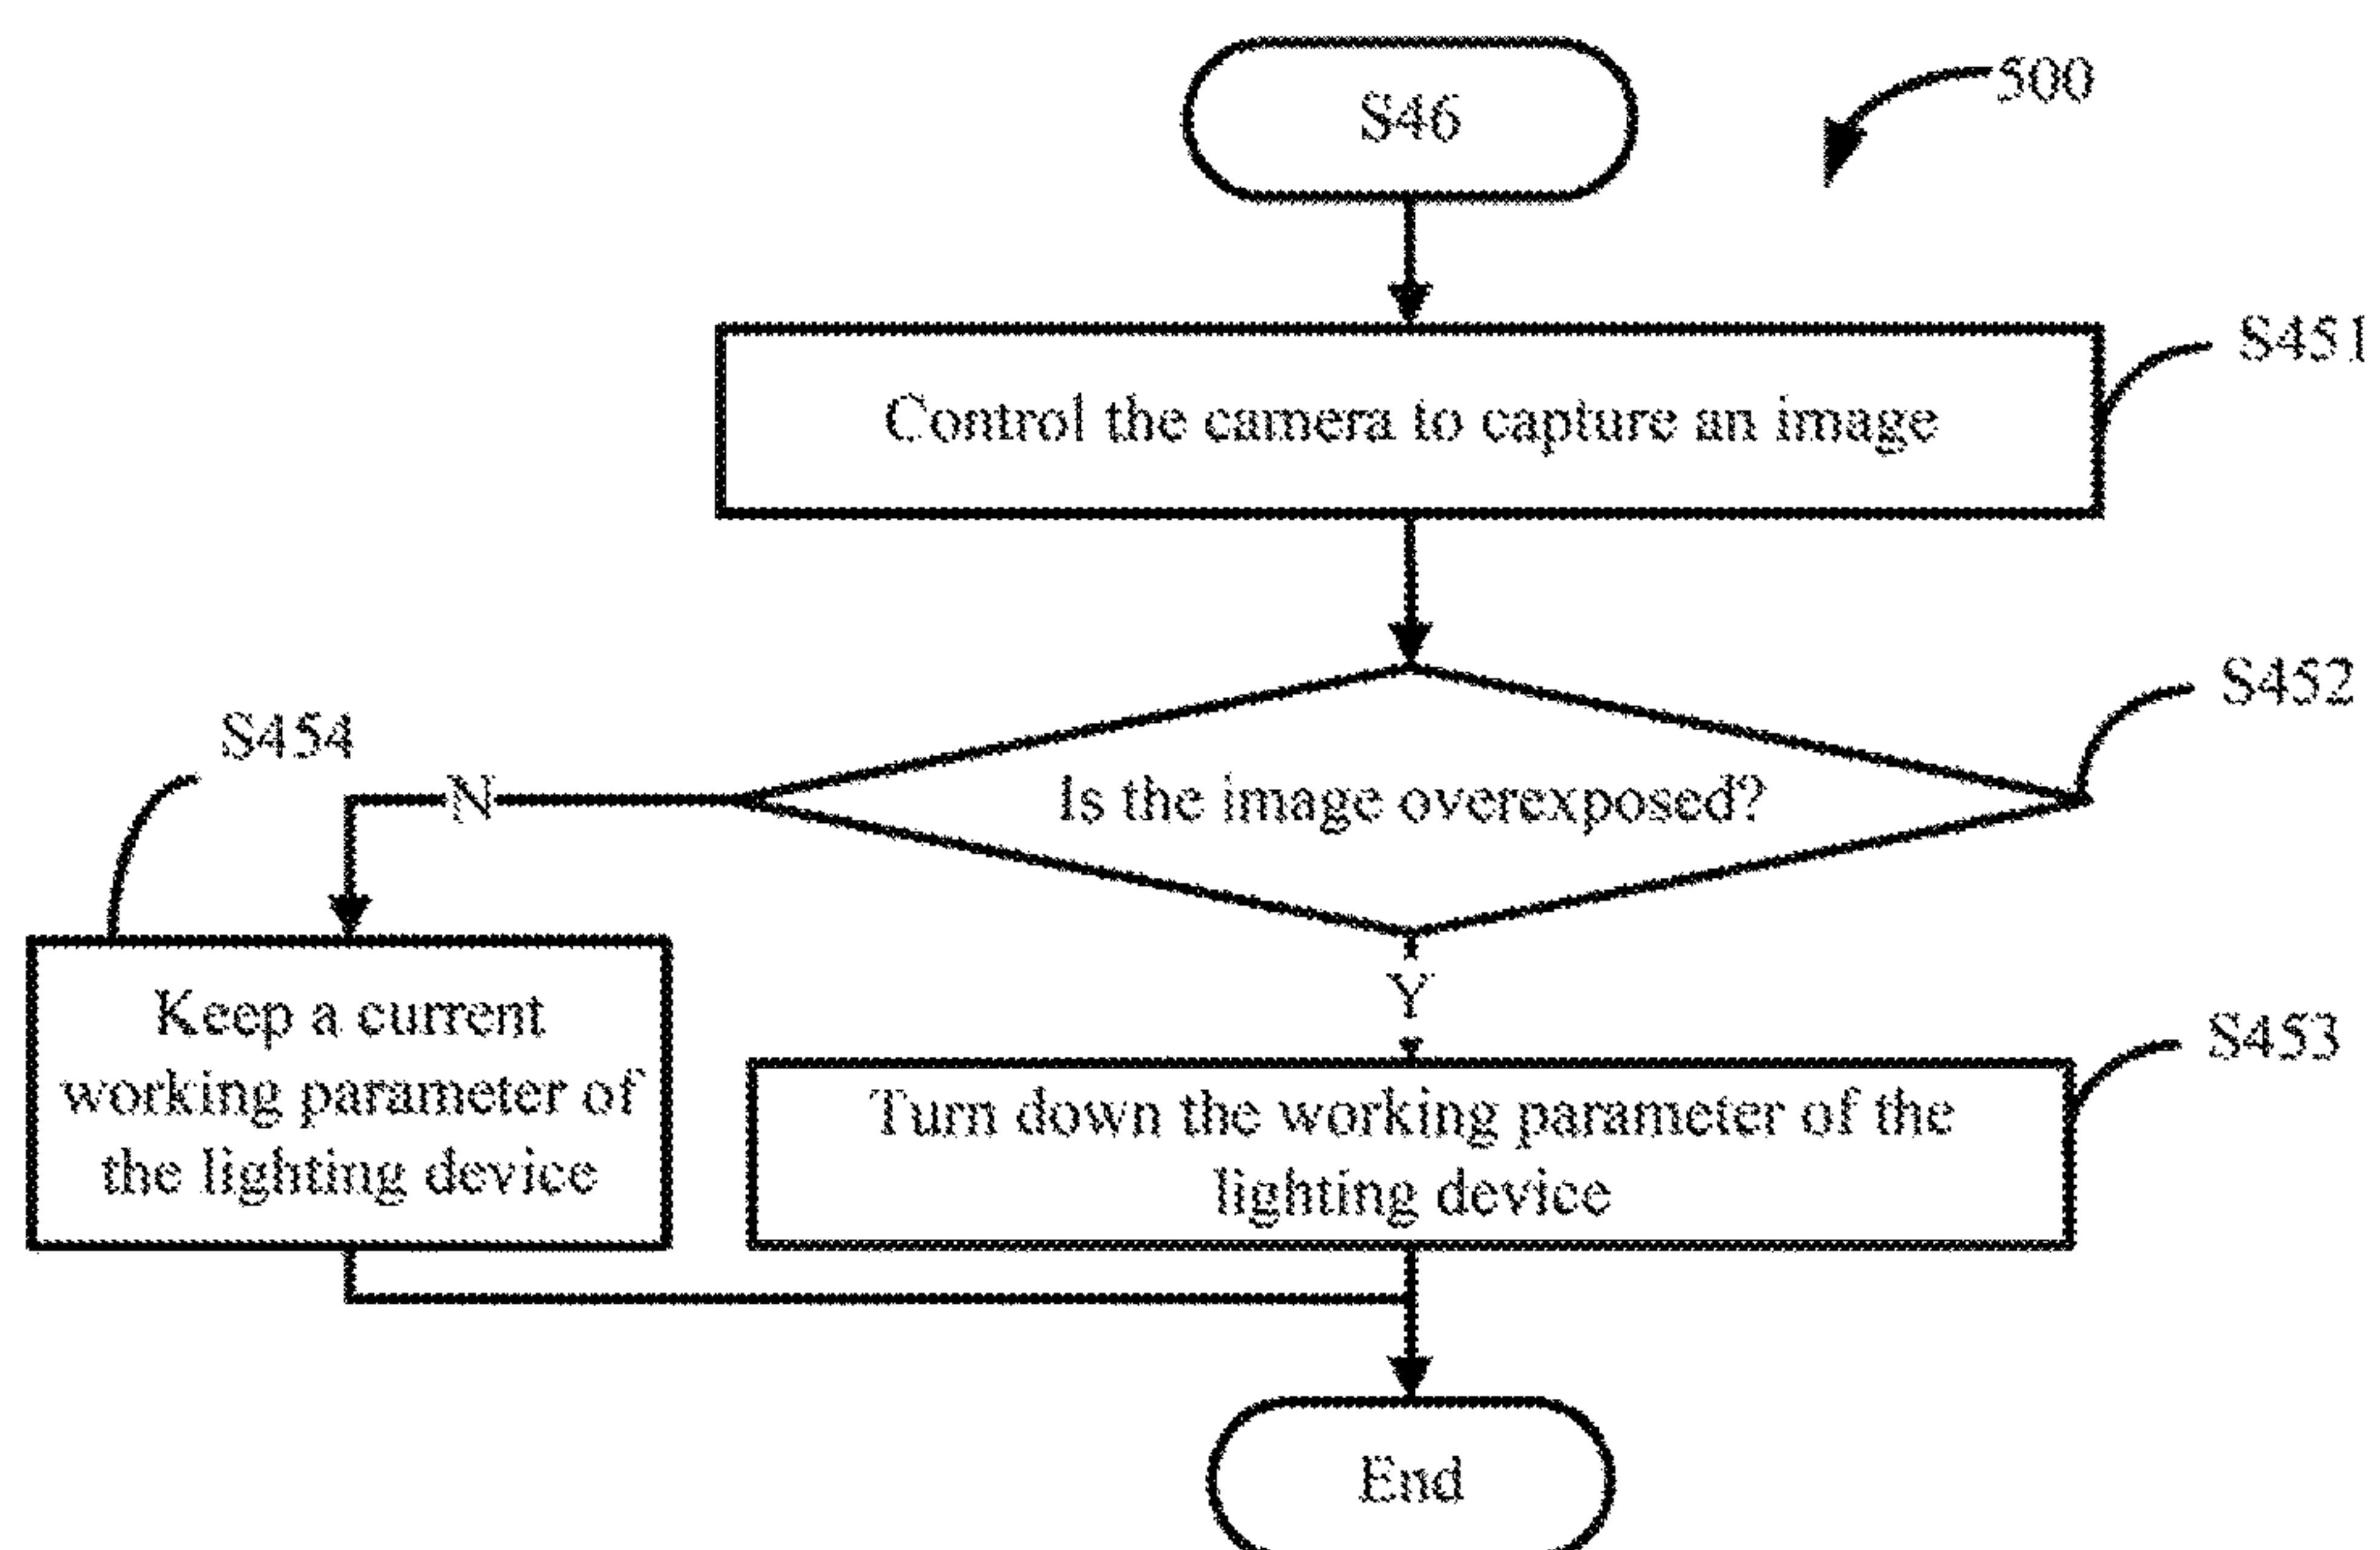 S46
500
Control the camera to capture an image
S451
Is the image overexposed?
S452
S454
N
Y
Keep a current
working parameter of
the lighting device
Turn down the working parameter of the
lighting device
S453
End